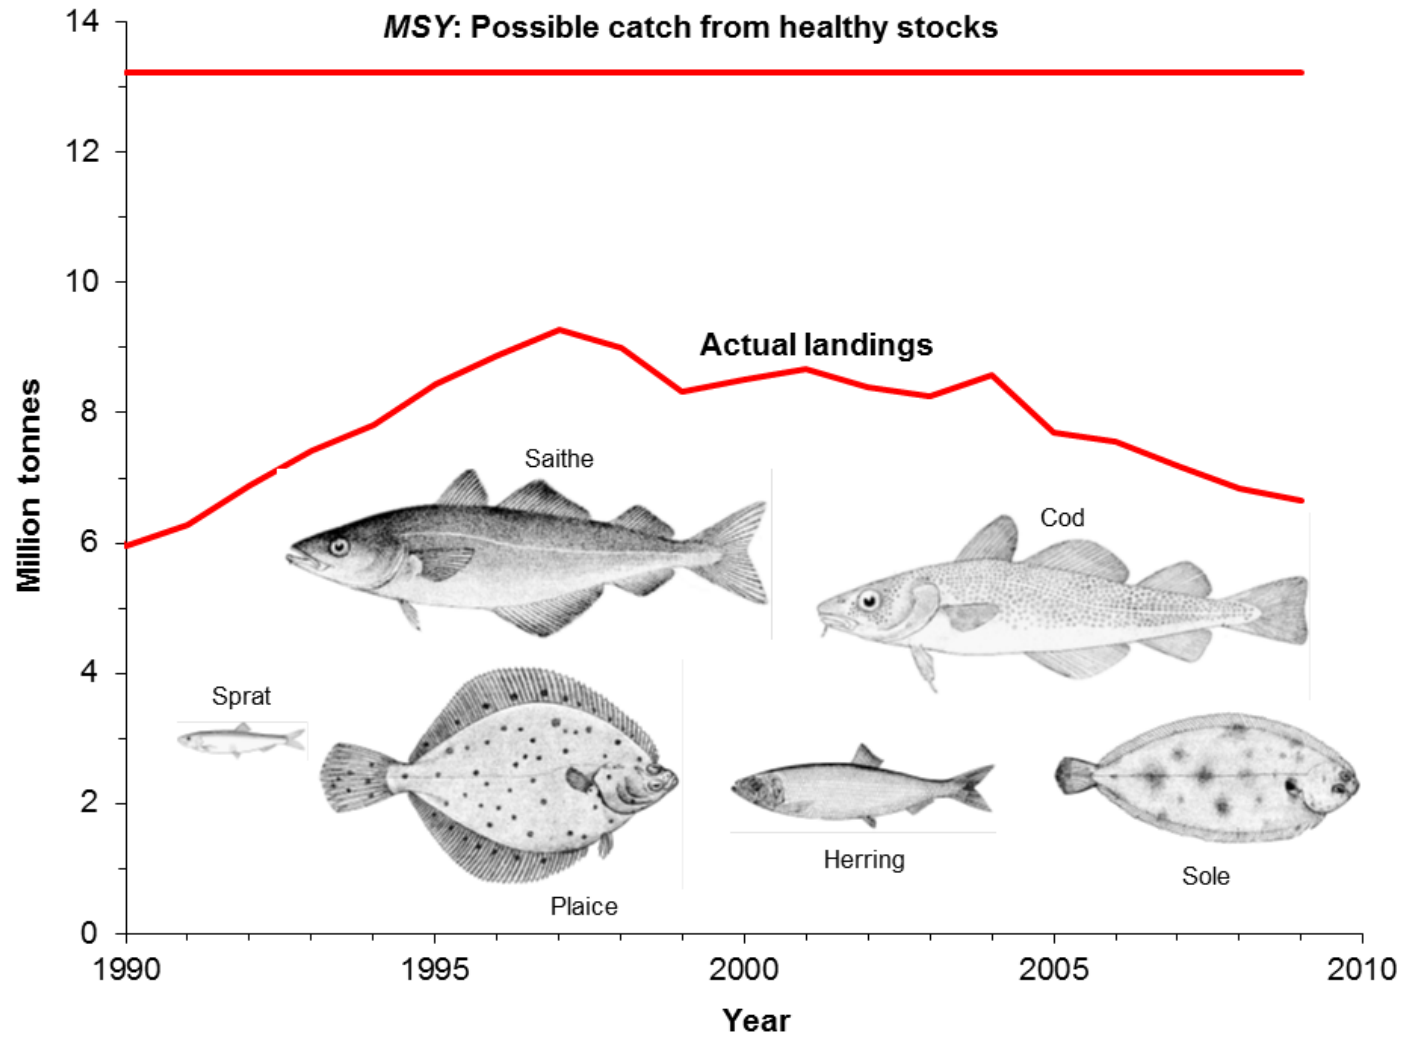 MSY: Possible catch from healthy stocks
14
12
10
8
6
4
2
0
Million tonnes
Actual landings
Saithe
Cod
Sprat
Plaice
Herring
Sole
1990 1995 2000 2005 2010
Year